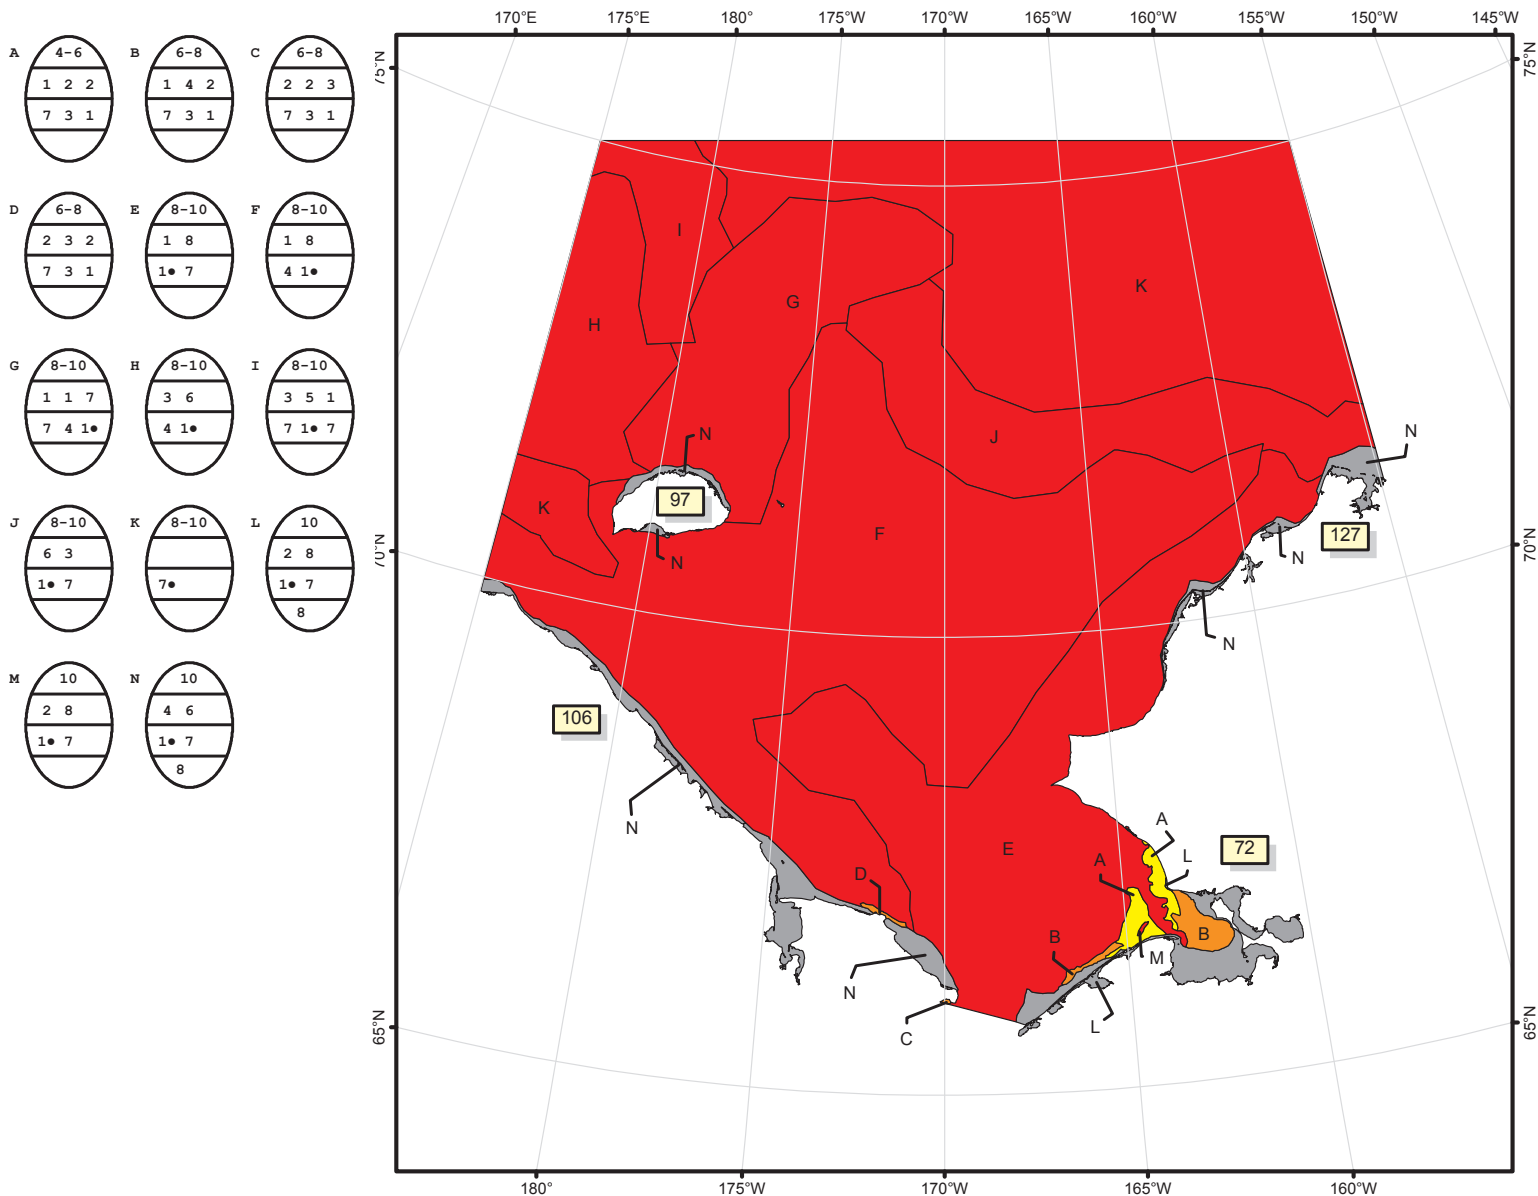 170°E 175°E 180° 175°W 170°W 165°W 160°W 155°W 150°W 145°W
75°N 75°N
A 4-6 B 6-8 C 6-8
1 2 2 1 4 2 2 2 3
7 3 1 7 3 1 7 3 1
D 6-8 E 8-10 F 8-10
2 3 2 1 8 1 8
7 3 1 1• 7 4 1•
G 8-10 H 8-10 I 8-10
1 1 7 3 6 3 5 1
7 4 1• 4 1• 7 1• 7
J 8-10 K 8-10 L 10
6 3 2 8
1• 7 7• 1• 7
8
M 10 N 10
2 8 4 6
1• 7 1• 7
8
I
K
G
H
N
N
J
97
K
F
127
70°N 70°N
N
N
N
106
A
N
72
E
A
L
D
B
B
M
N
L
C
65°N 65°N
180° 175°W 170°W 165°W 160°W